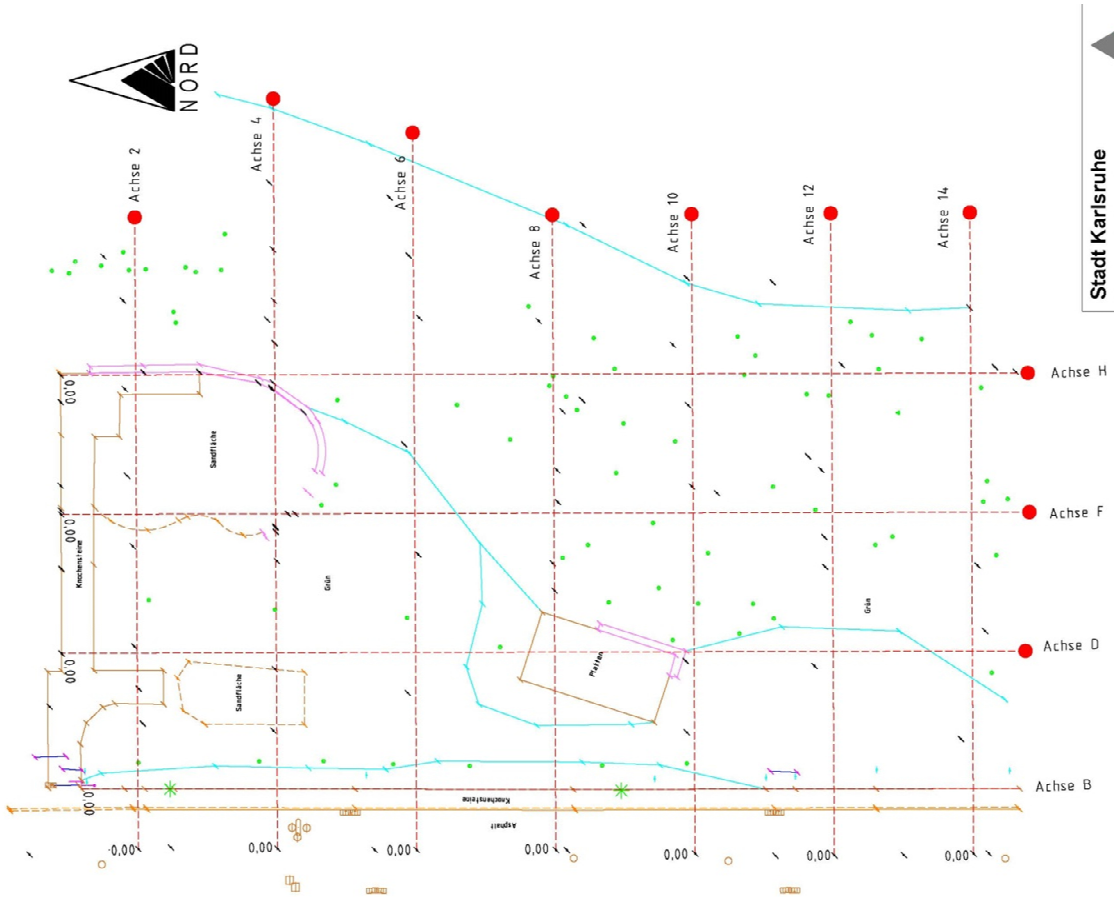 NORD
Achse 2
Achse 4
Achse 6
Achse 8
Achse 10
Achse 12
Achse 14
Achse H
Achse F
Achse D
Achse B
0,00
0,00
0,00
0,00
Knochensteine
Sandfläche
Grün
Sandfläche
Platten
Grün
Knochensteine
Asphalt
-0,00
0,00
0,00
0,00
0,00
0,00
0,00
Stadt Karlsruhe